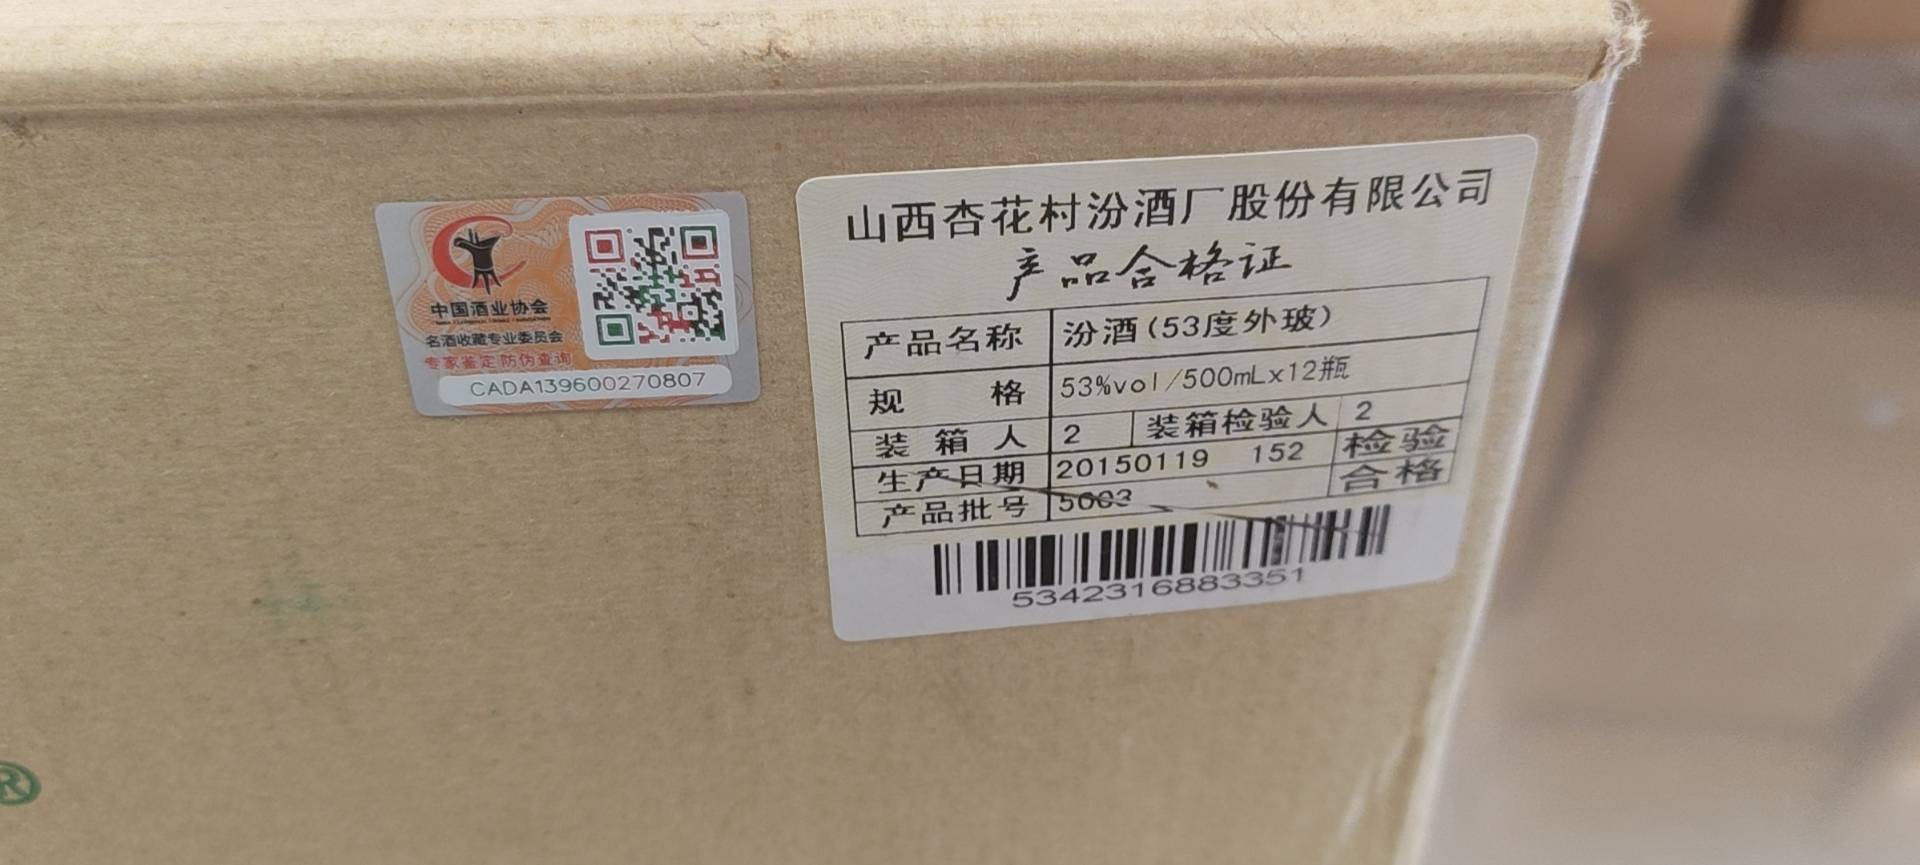 中国酒业协会
名酒收藏专业委员会
专家鉴定防伪查询
CADA139600270807
山西杏花村汾酒厂股份有限公司
产品合格证
产品名称 汾酒(53度外玻)
规 格 53%vol/500mLx12瓶
装 箱 人 2 装箱检验人 2
生产日期 20150119 152 检验
产品批号 5003 合格
5342316883351
®